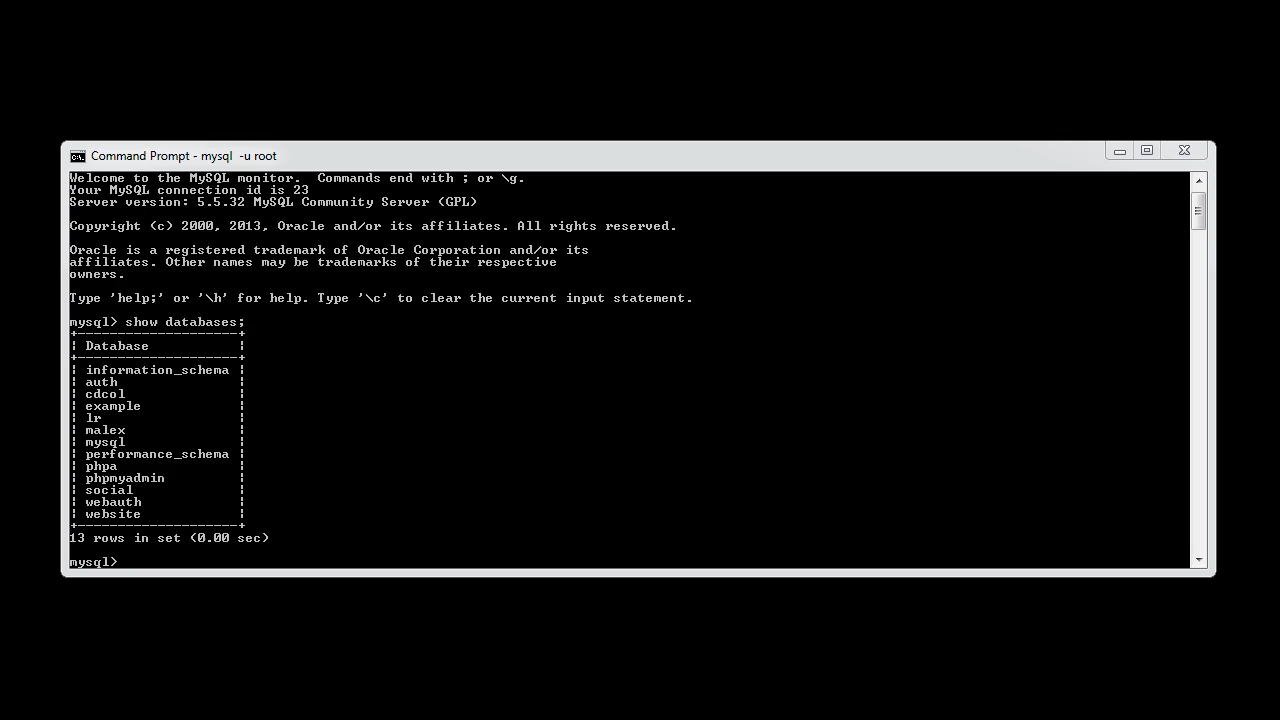 Command Prompt - mysql  -u root
Welcome to the MySQL monitor.  Commands end with ; or \g.
Your MySQL connection id is 23
Server version: 5.5.32 MySQL Community Server (GPL)
Copyright (c) 2000, 2013, Oracle and/or its affiliates. All rights reserved.
Oracle is a registered trademark of Oracle Corporation and/or its
affiliates. Other names may be trademarks of their respective
owners.
Type 'help;' or '\h' for help. Type '\c' to clear the current input statement.
mysql> show databases;
+--------------------+
| Database           |
+--------------------+
| information_schema |
| auth               |
| cdcol              |
| example            |
| lr                 |
| malex              |
| mysql              |
| performance_schema |
| phpa               |
| phpmyadmin         |
| social             |
| webauth            |
| website            |
+--------------------+
13 rows in set (0.00 sec)
mysql>